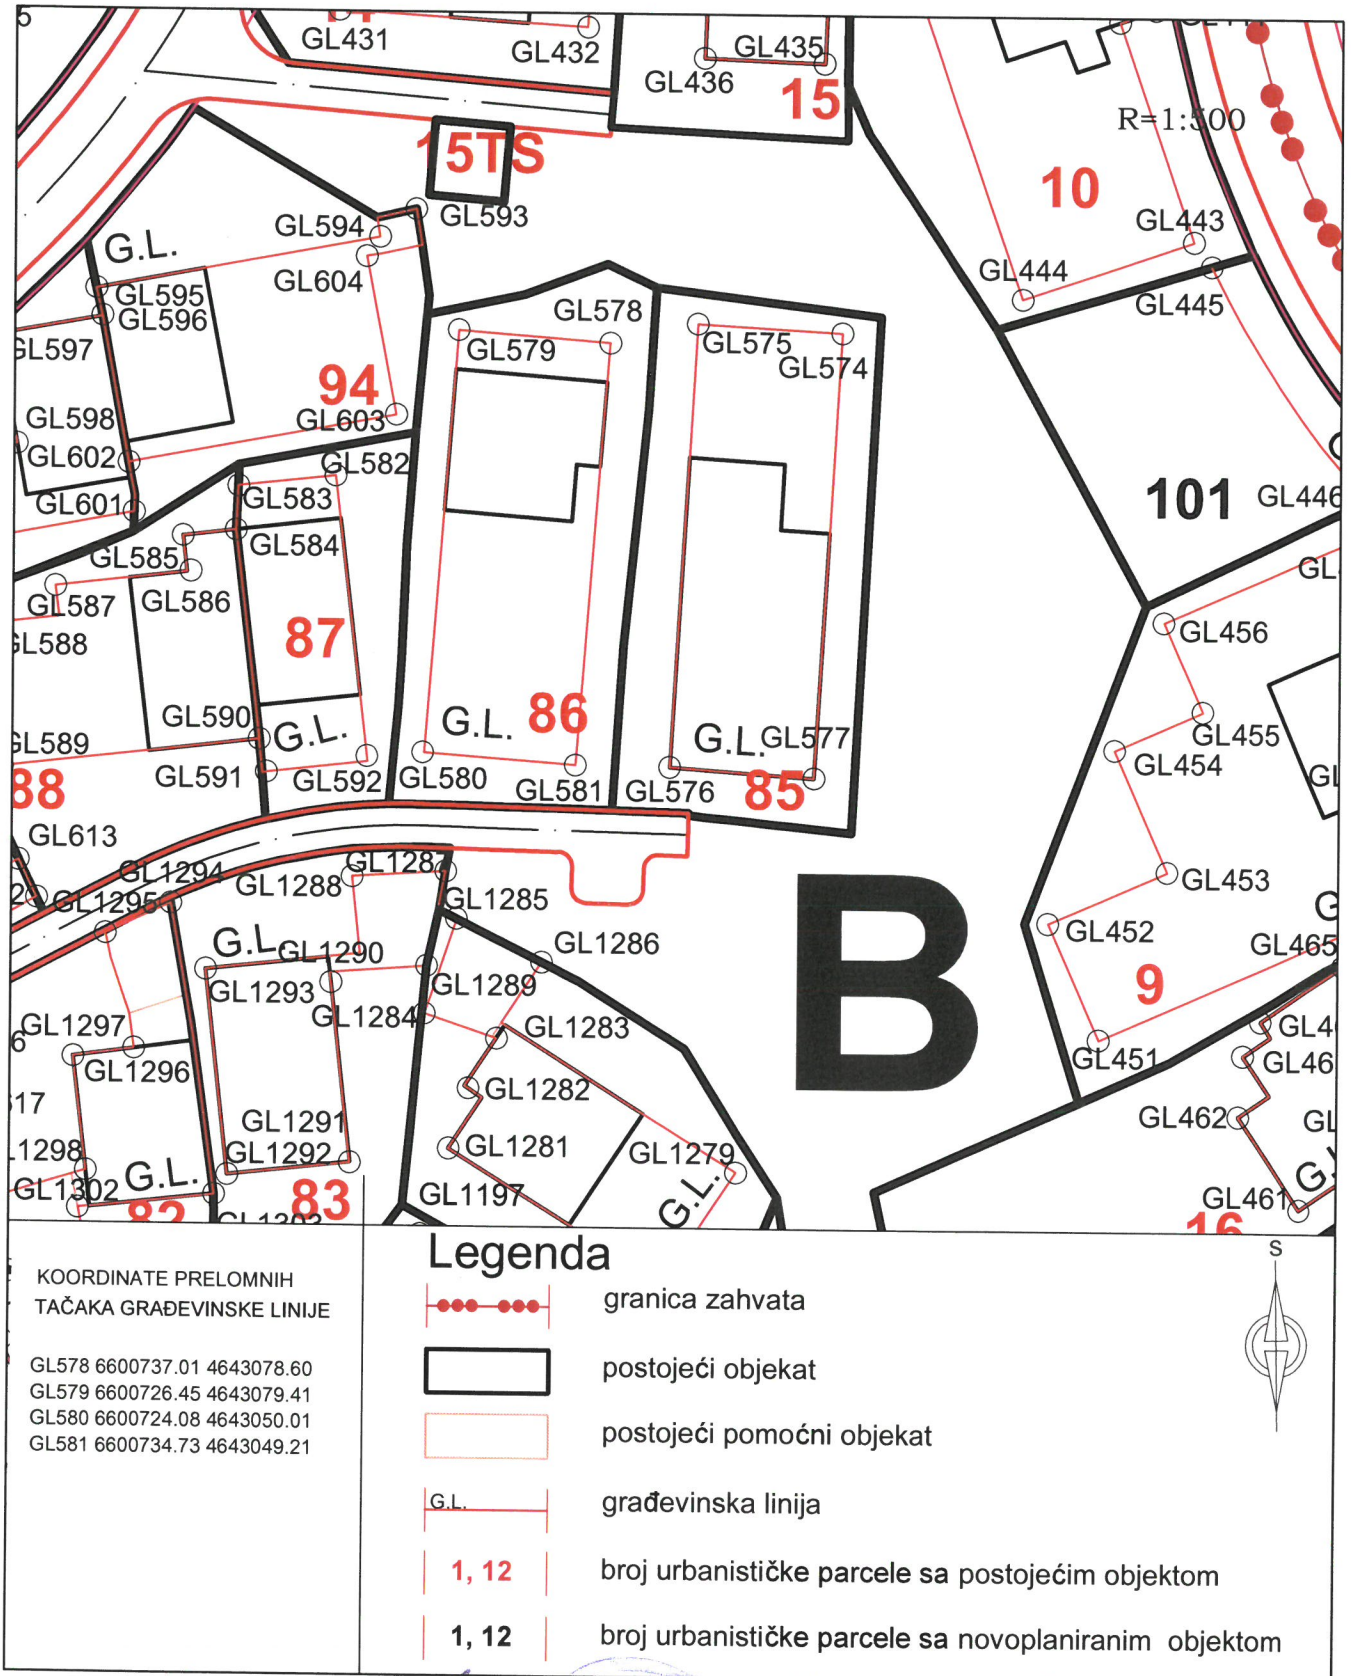 5
GL431
GL432
GL435
GL436
15
R=1:500
15TS
10
GL593
GL594
GL443
G.L.
GL604
GL444
GL595
GL445
GL596
GL578
GL597
GL579
GL575
GL574
94
GL598
GL603
GL602
GL582
GL583
101
GL446
GL601
GL584
GL585
GL586
GL587
GL456
87
GL588
G.L.
86
GL590
G.L.
G.L.
GL577
GL455
GL589
GL454
GL591
GL592
GL580
GL581
GL576
85
88
GL613
GL1294
GL1287
GL1288
GL453
GL1295
GL1285
B
GL452
G.L.
GL1290
GL1286
GL465
GL1293
GL1289
9
GL1284
GL1283
GL1297
GL451
GL1296
GL1282
GL462
GL1291
GL1281
GL1292
GL1279
G.L.
GL1302
GL1197
G.L.
GL461
82
83
GL1303
16
KOORDINATE PRELOMNIH
TAČAKA GRAĐEVINSKE LINIJE
GL578 6600737.01 4643078.60
GL579 6600726.45 4643079.41
GL580 6600724.08 4643050.01
GL581 6600734.73 4643049.21
Legenda
S
granica zahvata
postojeći objekat
postojeći pomoćni objekat
G.L. građevinska linija
1, 12 broj urbanističke parcele sa postojećim objektom
1, 12 broj urbanističke parcele sa novoplaniranim objektom